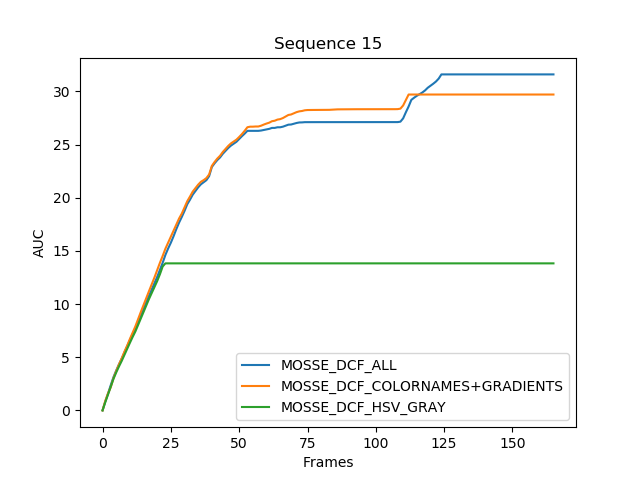 Sequence 15
AUC
30
25
20
15
10
5
0
MOSSE_DCF_ALL
MOSSE_DCF_COLORNAMES+GRADIENTS
MOSSE_DCF_HSV_GRAY
0 25 50 75 100 125 150
Frames